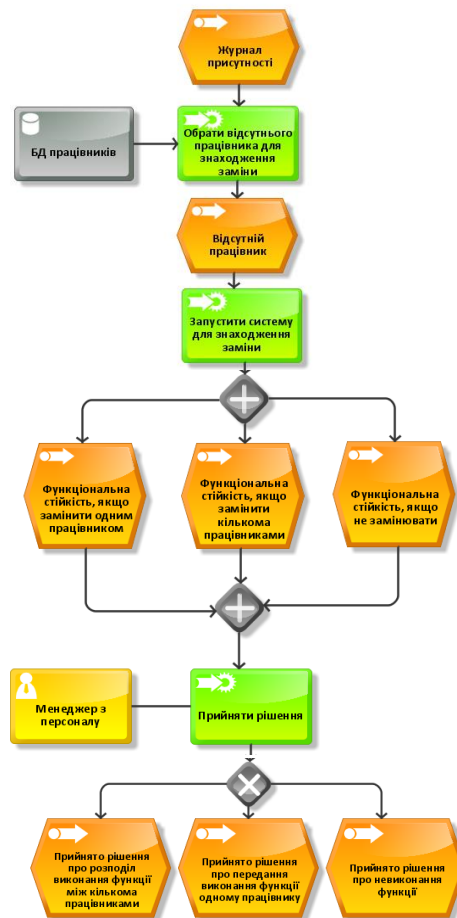 Журнал
присутності
БД працівників
Обрати відсутнього
працівника для
знаходження
заміни
Відсутній
працівник
Запустити систему
для знаходження
заміни
Функціональна
стійкість, якщо
замінити одним
працівником
Функціональна
стійкість, якщо
замінити
кількома
працівниками
Функціональна
стійкість, якщо
не замінювати
Менеджер з
персоналу
Прийняти рішення
Прийнято рішення
про розподіл
виконання функції
між кількома
працівниками
Прийнято рішення
про передання
виконання функції
одному працівнику
Прийнято рішення
про невиконання
функції